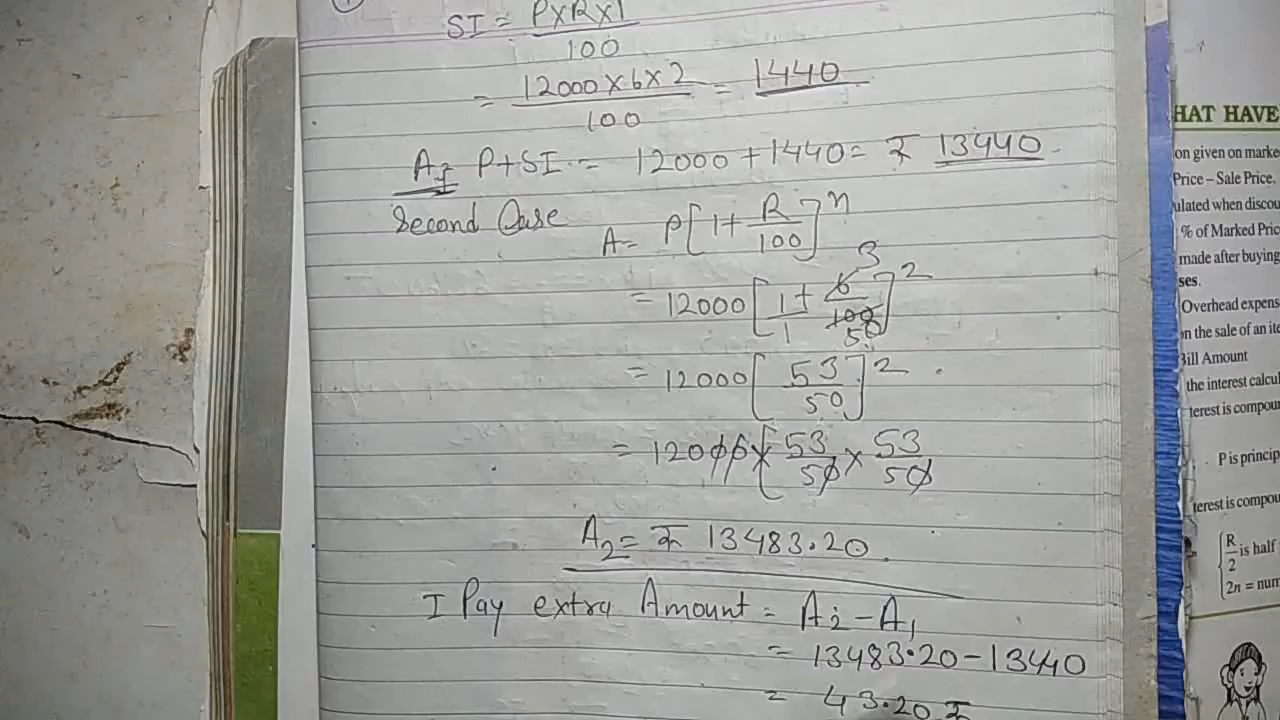 SI = P×R×T
100
= 12000×6×2 = 1440
100
A1 P+SI = 12000+1440 = ₹ 13440
Second Case
A = P[1+R/100]^n
3
= 12000[1/1+6/100]^2
50
= 12000[53/50]^2
= 12000×[53/50×53/50
A2 = ₹ 13483.20
I Pay extra Amount = A2-A1
= 13483.20-13440
= 43.20 ₹
HAT HAVE
on given on marke
Price – Sale Price.
ulated when discou
% of Marked Pric
made after buying
ses.
Overhead expens
n the sale of an ite
Bill Amount
the interest calcul
terest is compour
P is princip
terest is compou
R/2 is half
2n = num